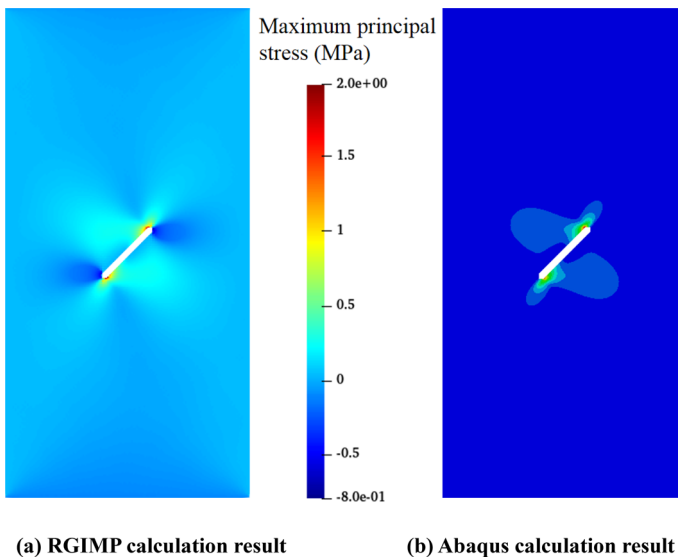 Maximum principal
stress (MPa)
2.0e+00
1.5
1
0.5
0
-0.5
-8.0e-01
(a) RGIMP calculation result
(b) Abaqus calculation result